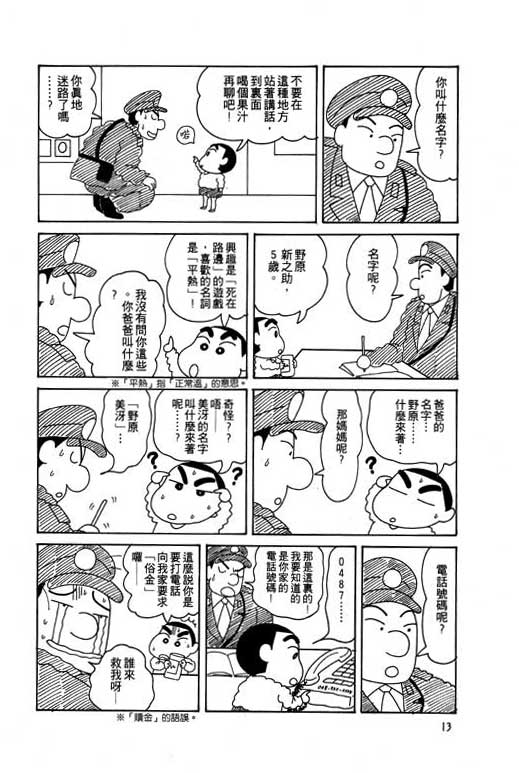 你叫什麼名字?
不要在
這種地方
站著講話,
到裏面
喝個果汁
再聊吧!
啱
你真地
迷路了嗎
……?
名字呢?
野原
新之助,
5歲。
興趣是「死在
路邊」的遊戲
,喜歡的名詞
是「平熱」!
我沒有問你這些
。你爸爸叫什麼
?
※「平熱」指「正常溫」的意思。
爸爸的
名字…
什麼來著
……?
那媽媽呢?
奇怪??
唔——
美冴的名字
叫什麼來著
呢……?
「野原
美冴」…
電話號碼呢?
0487……
那是這裏的
我要知道的
是你家的
電話號碼!
這麼說你是
要打電話
向我家要求
「俗金」
囉——
誰來
救我呀——
※「贖金」的語誤。
13